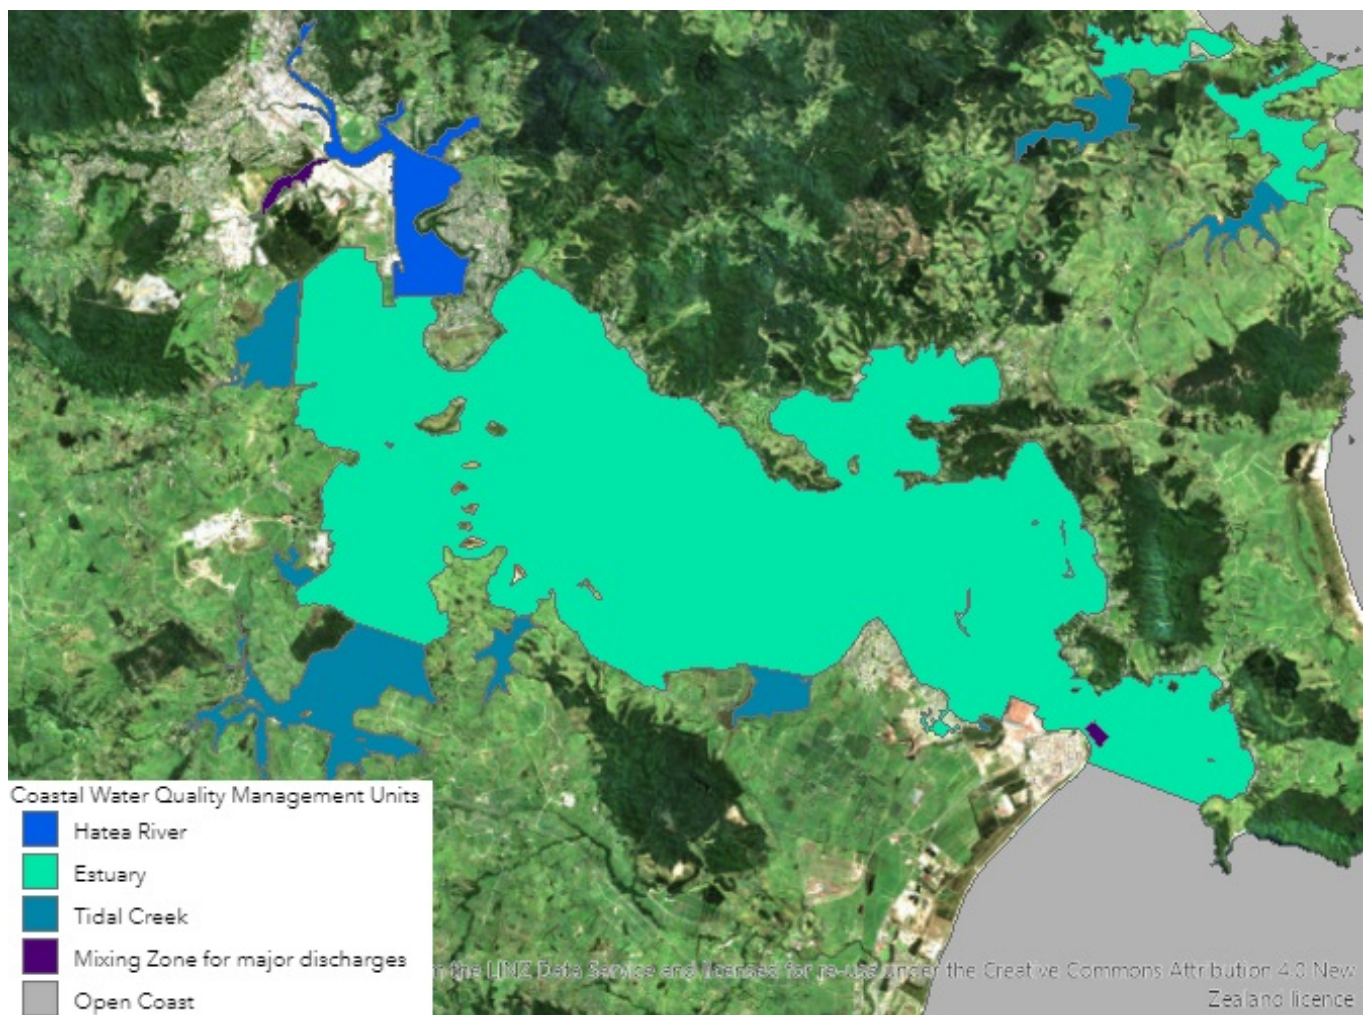 Coastal Water Quality Management Units
Hatea River
Estuary
Tidal Creek
Mixing Zone for major discharges
Open Coast
the LINZ Data Service and licensed for re-use under the Creative Commons Attribution 4.0 New
Zealand licence